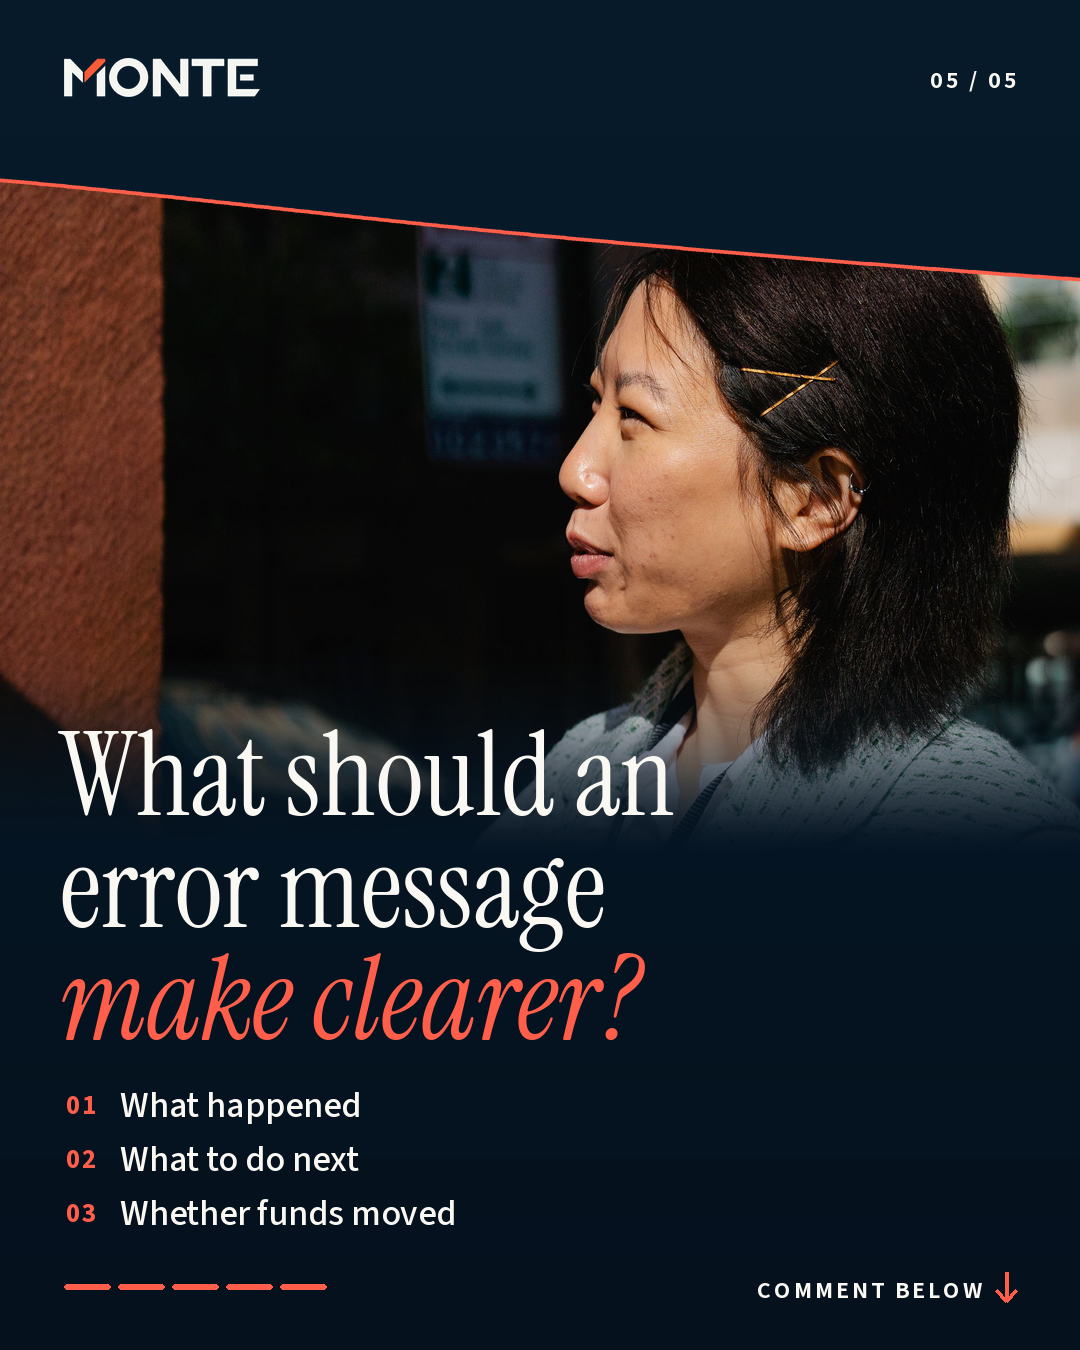 MONTE
05 / 05
What should an
error message
make clearer?
01 What happened
02 What to do next
03 Whether funds moved
COMMENT BELOW